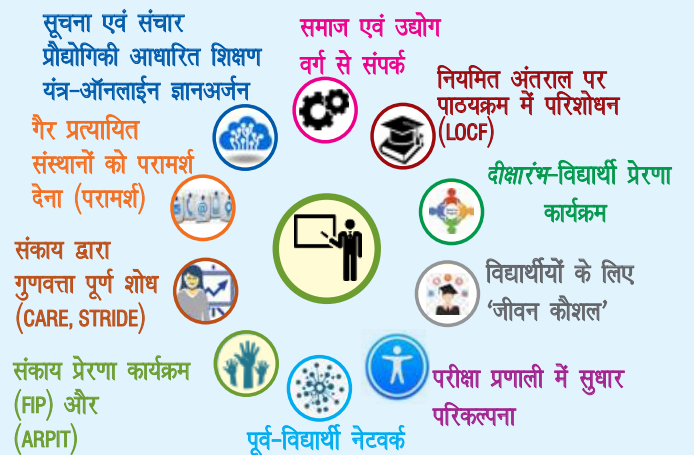 सूचना एवं संचार
प्रौद्योगिकी आधारित शिक्षण
यंत्र-ऑनलाईन ज्ञानअर्जन
समाज एवं उद्योग
वर्ग से संपर्क
नियमित अंतराल पर
पाठयक्रम में परिशोधन
(LOCF)
दीक्षारंभ-विद्यार्थी प्रेरणा
कार्यक्रम
विद्यार्थीयों के लिए
‘जीवन कौशल’
परीक्षा प्रणाली में सुधार
परिकल्पना
पूर्व-विद्यार्थी नेटवर्क
संकाय प्रेरणा कार्यक्रम
(FIP) और
(ARPIT)
संकाय द्वारा
गुणवत्ता पूर्ण शोध
(CARE, STRIDE)
गैर प्रत्यायित
संस्थानों को परामर्श
देना (परामर्श)